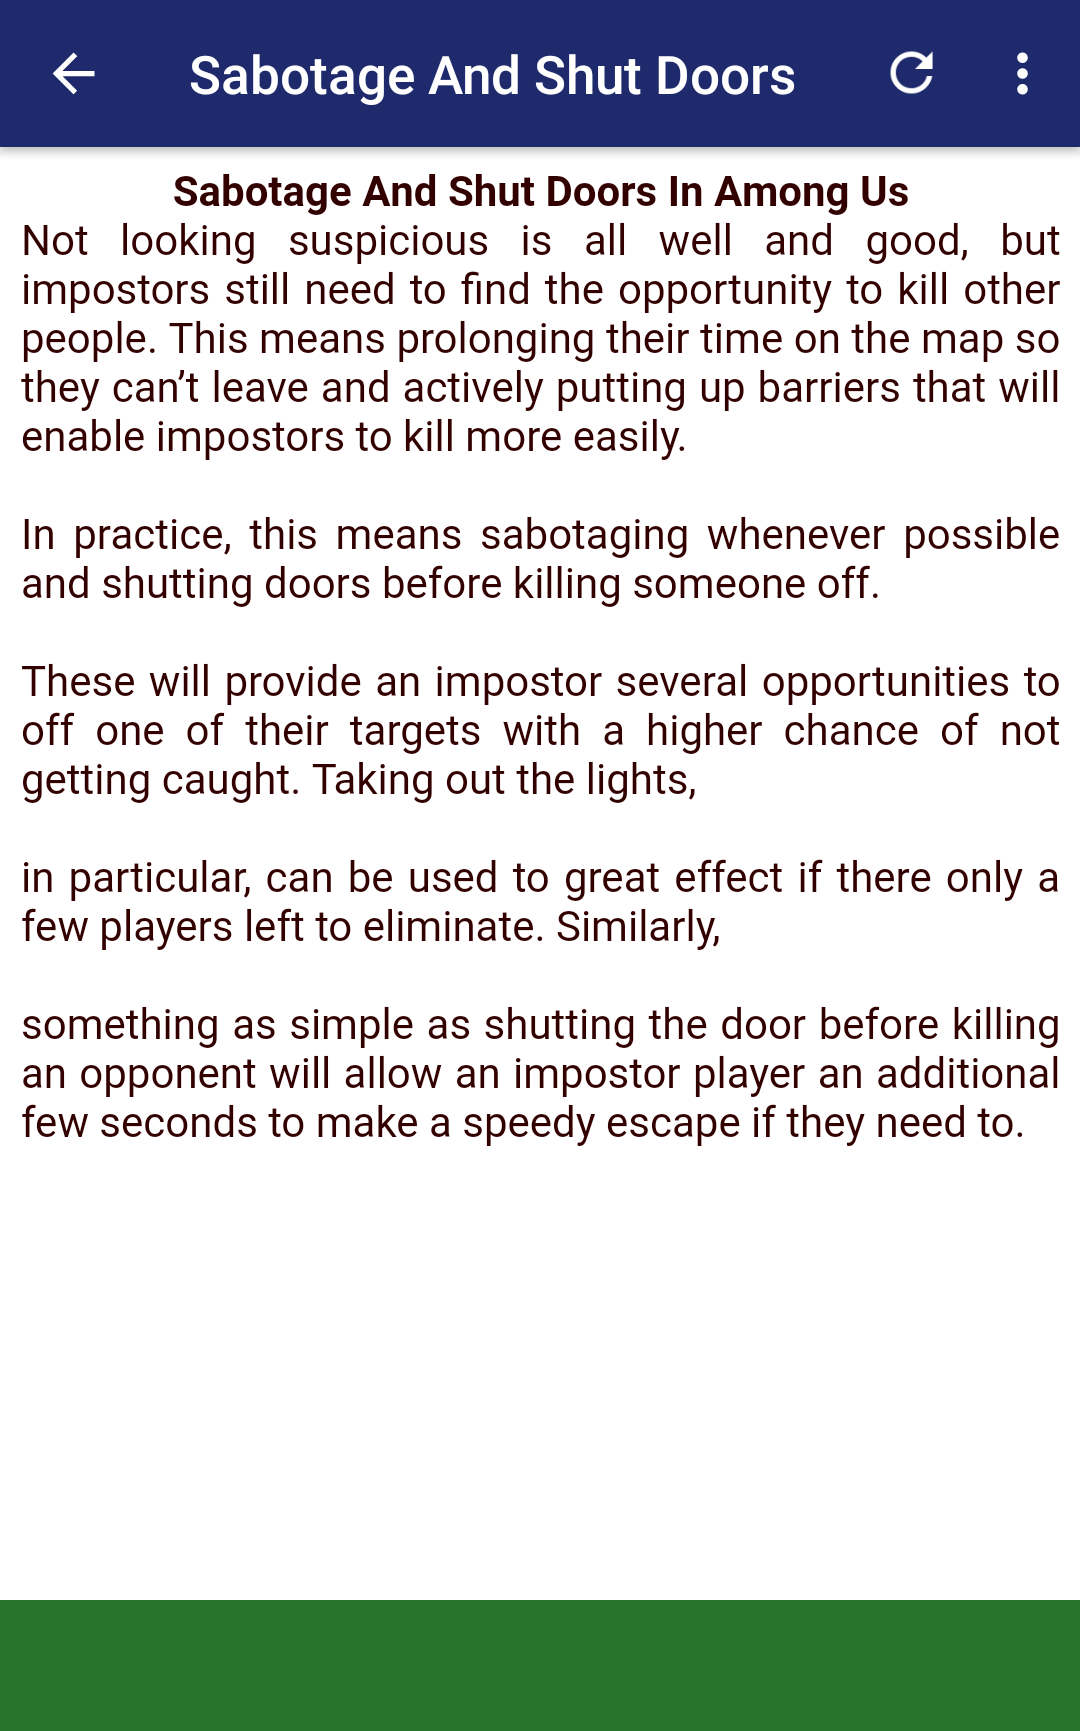 Sabotage And Shut Doors
Sabotage And Shut Doors In Among Us
Not looking suspicious is all well and good, but
impostors still need to find the opportunity to kill other
people. This means prolonging their time on the map so
they can’t leave and actively putting up barriers that will
enable impostors to kill more easily.
In practice, this means sabotaging whenever possible
and shutting doors before killing someone off.
These will provide an impostor several opportunities to
off one of their targets with a higher chance of not
getting caught. Taking out the lights,
in particular, can be used to great effect if there only a
few players left to eliminate. Similarly,
something as simple as shutting the door before killing
an opponent will allow an impostor player an additional
few seconds to make a speedy escape if they need to.